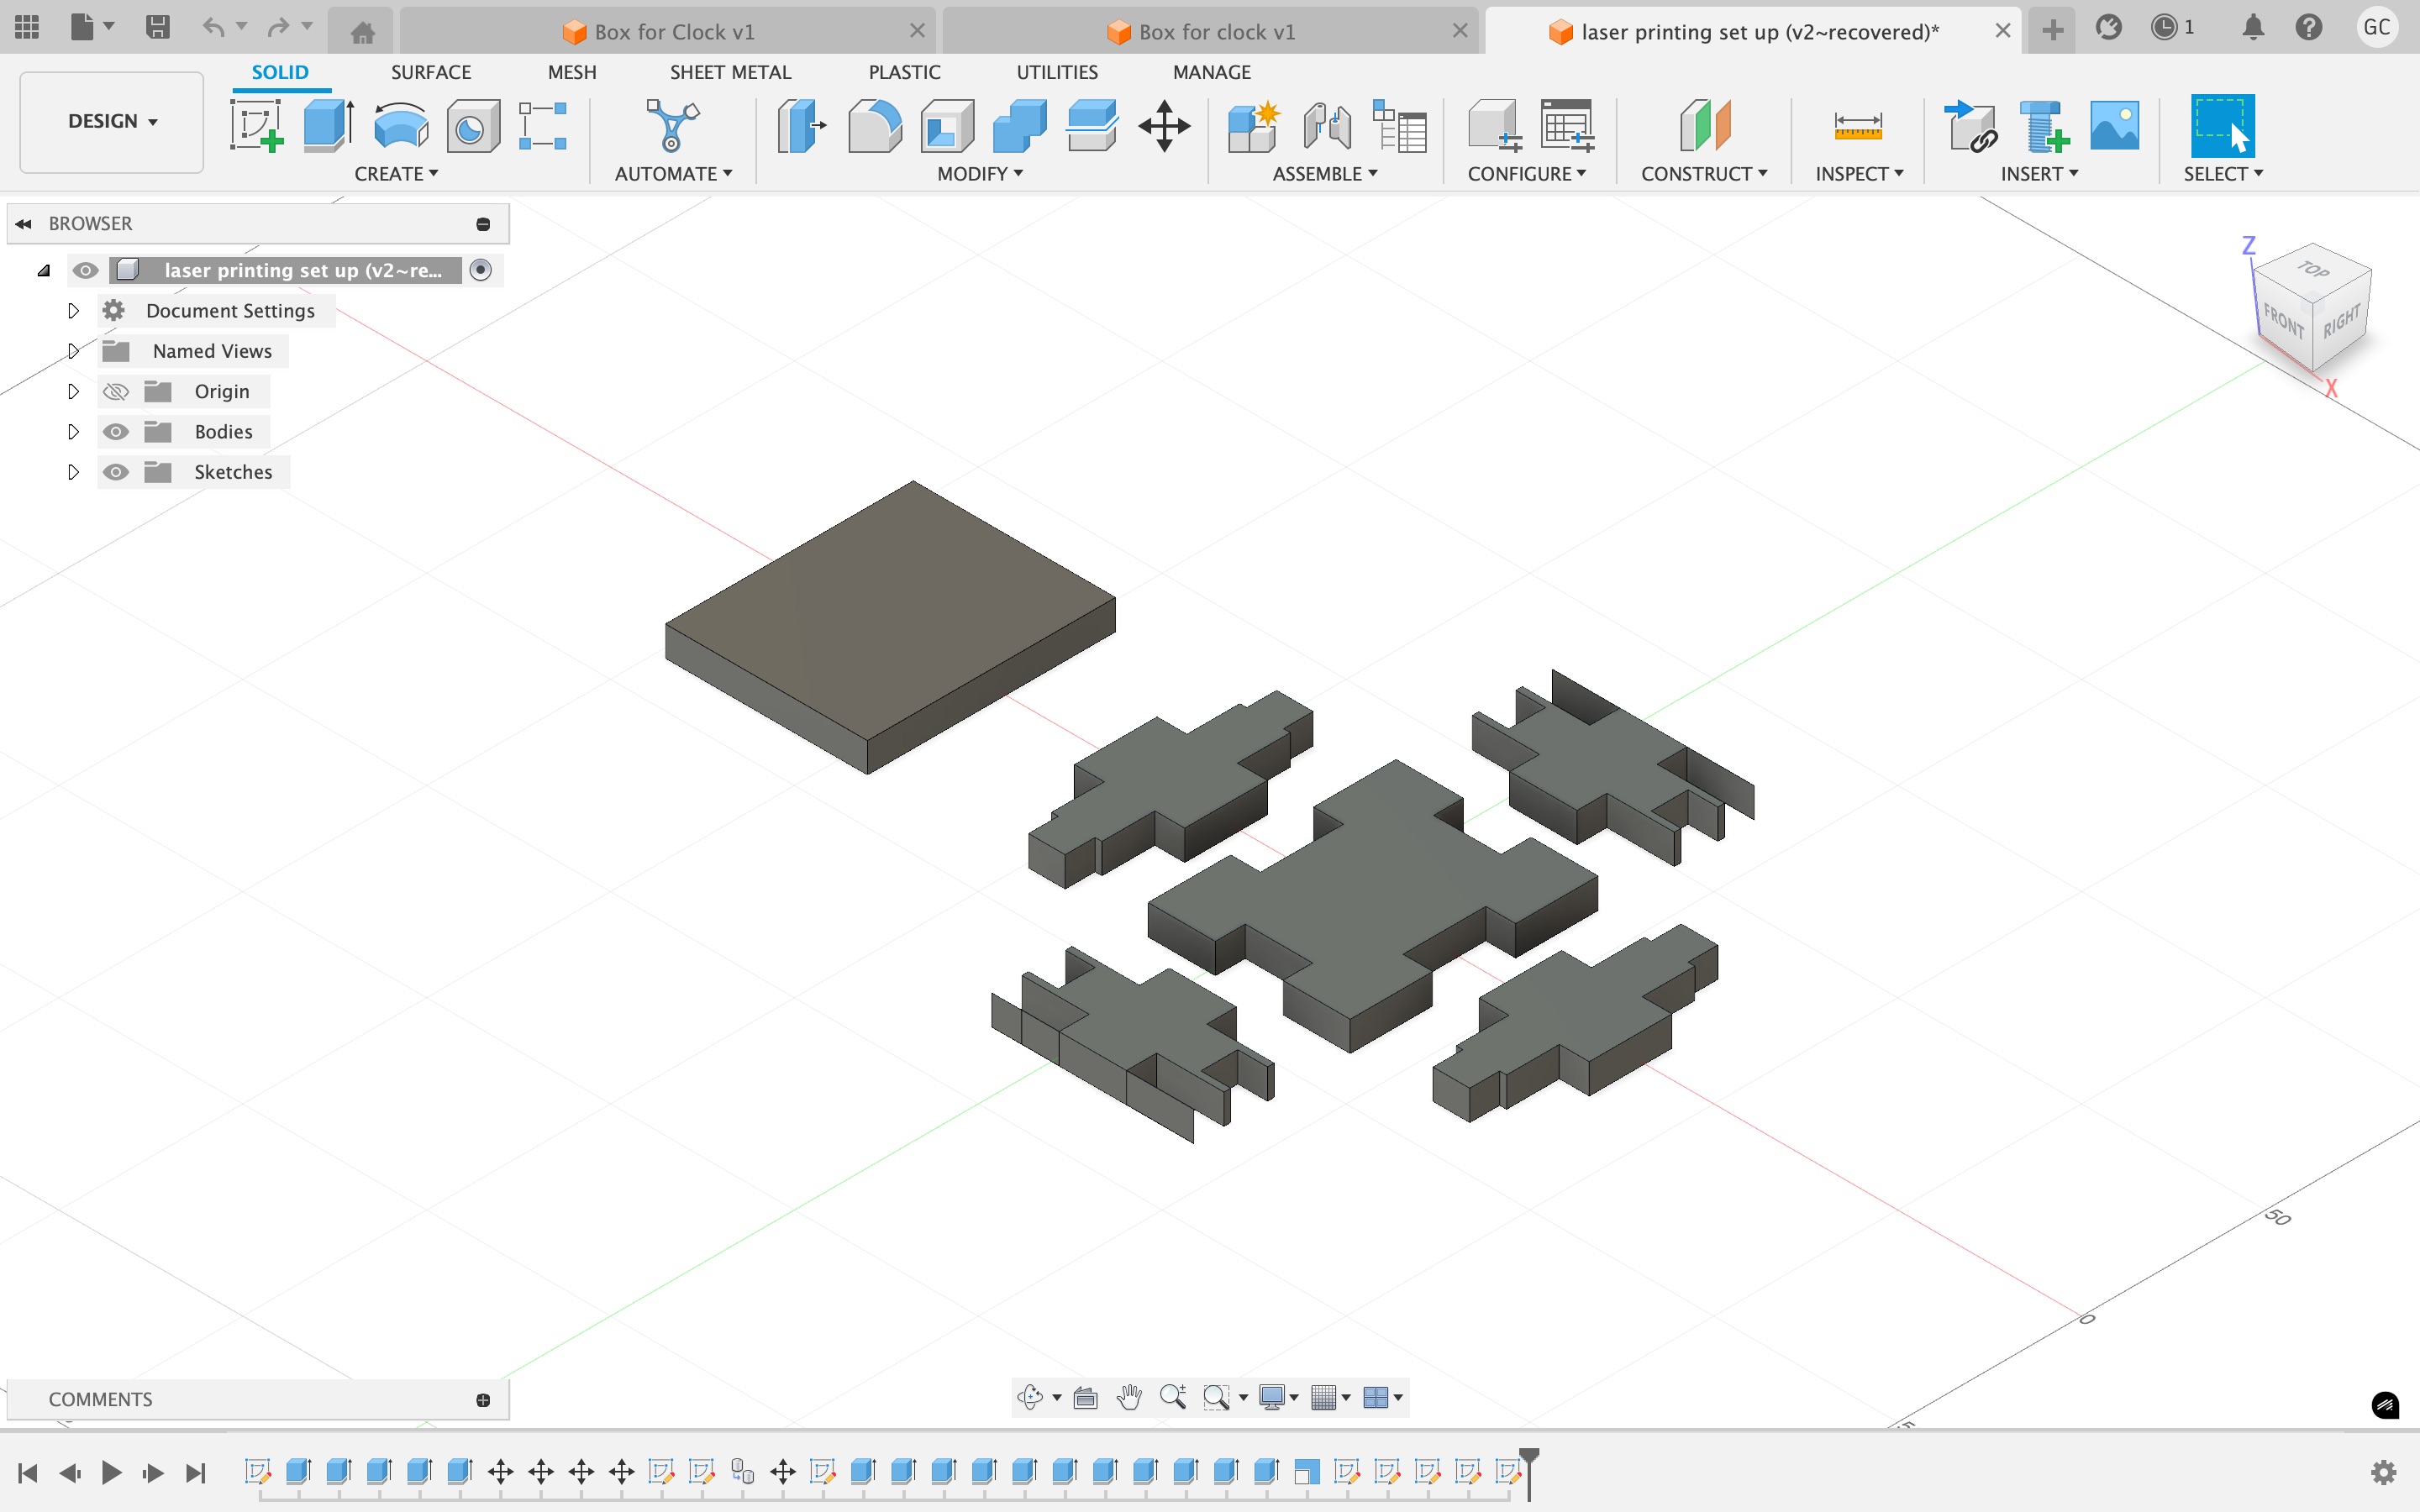 Box for Clock v1
Box for clock v1
laser printing set up (v2~recovered)*
1
GC
DESIGN
SOLID
SURFACE
MESH
SHEET METAL
PLASTIC
UTILITIES
MANAGE
CREATE
AUTOMATE
MODIFY
ASSEMBLE
CONFIGURE
CONSTRUCT
INSPECT
INSERT
SELECT
BROWSER
laser printing set up (v2~re...
Document Settings
Named Views
Origin
Bodies
Sketches
Z
TOP
FRONT
RIGHT
X
50
0
COMMENTS